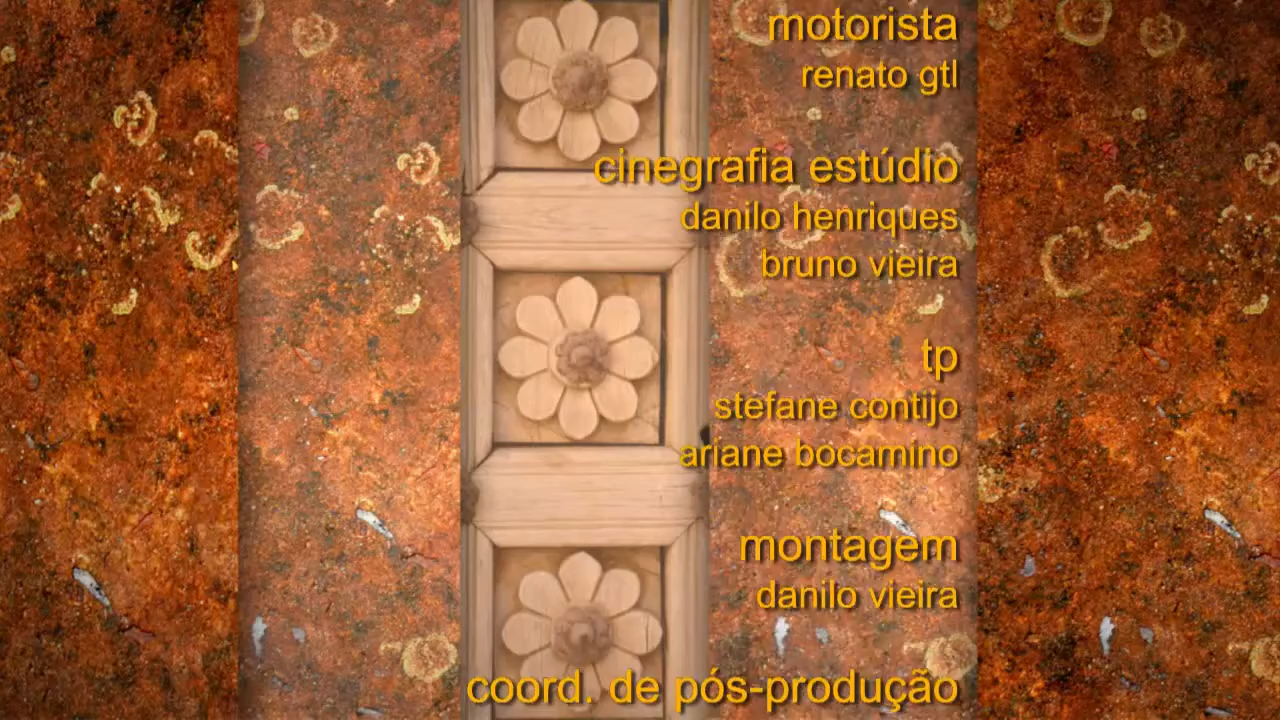 motorista
renato gtl
cinegrafia estúdio
danilo henriques
bruno vieira
tp
stefane contijo
ariane bocamino
montagem
danilo vieira
coord. de pós-produção